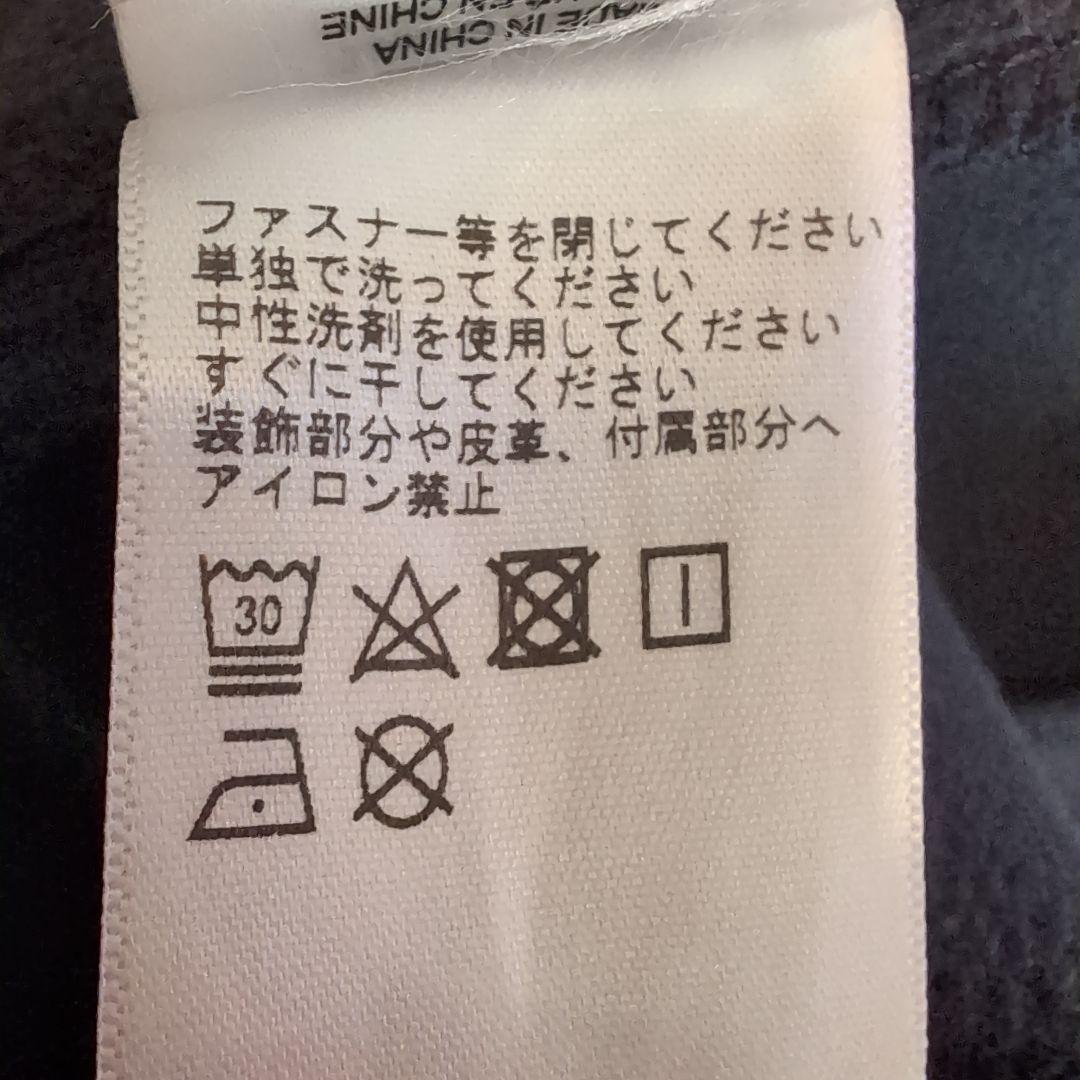 MADE IN CHINA
EN CHINE
ファスナー等を閉じてください
単独で洗ってください
中性洗剤を使用してください
すぐに干してください
装飾部分や皮革、付属部分へ
アイロン禁止
30